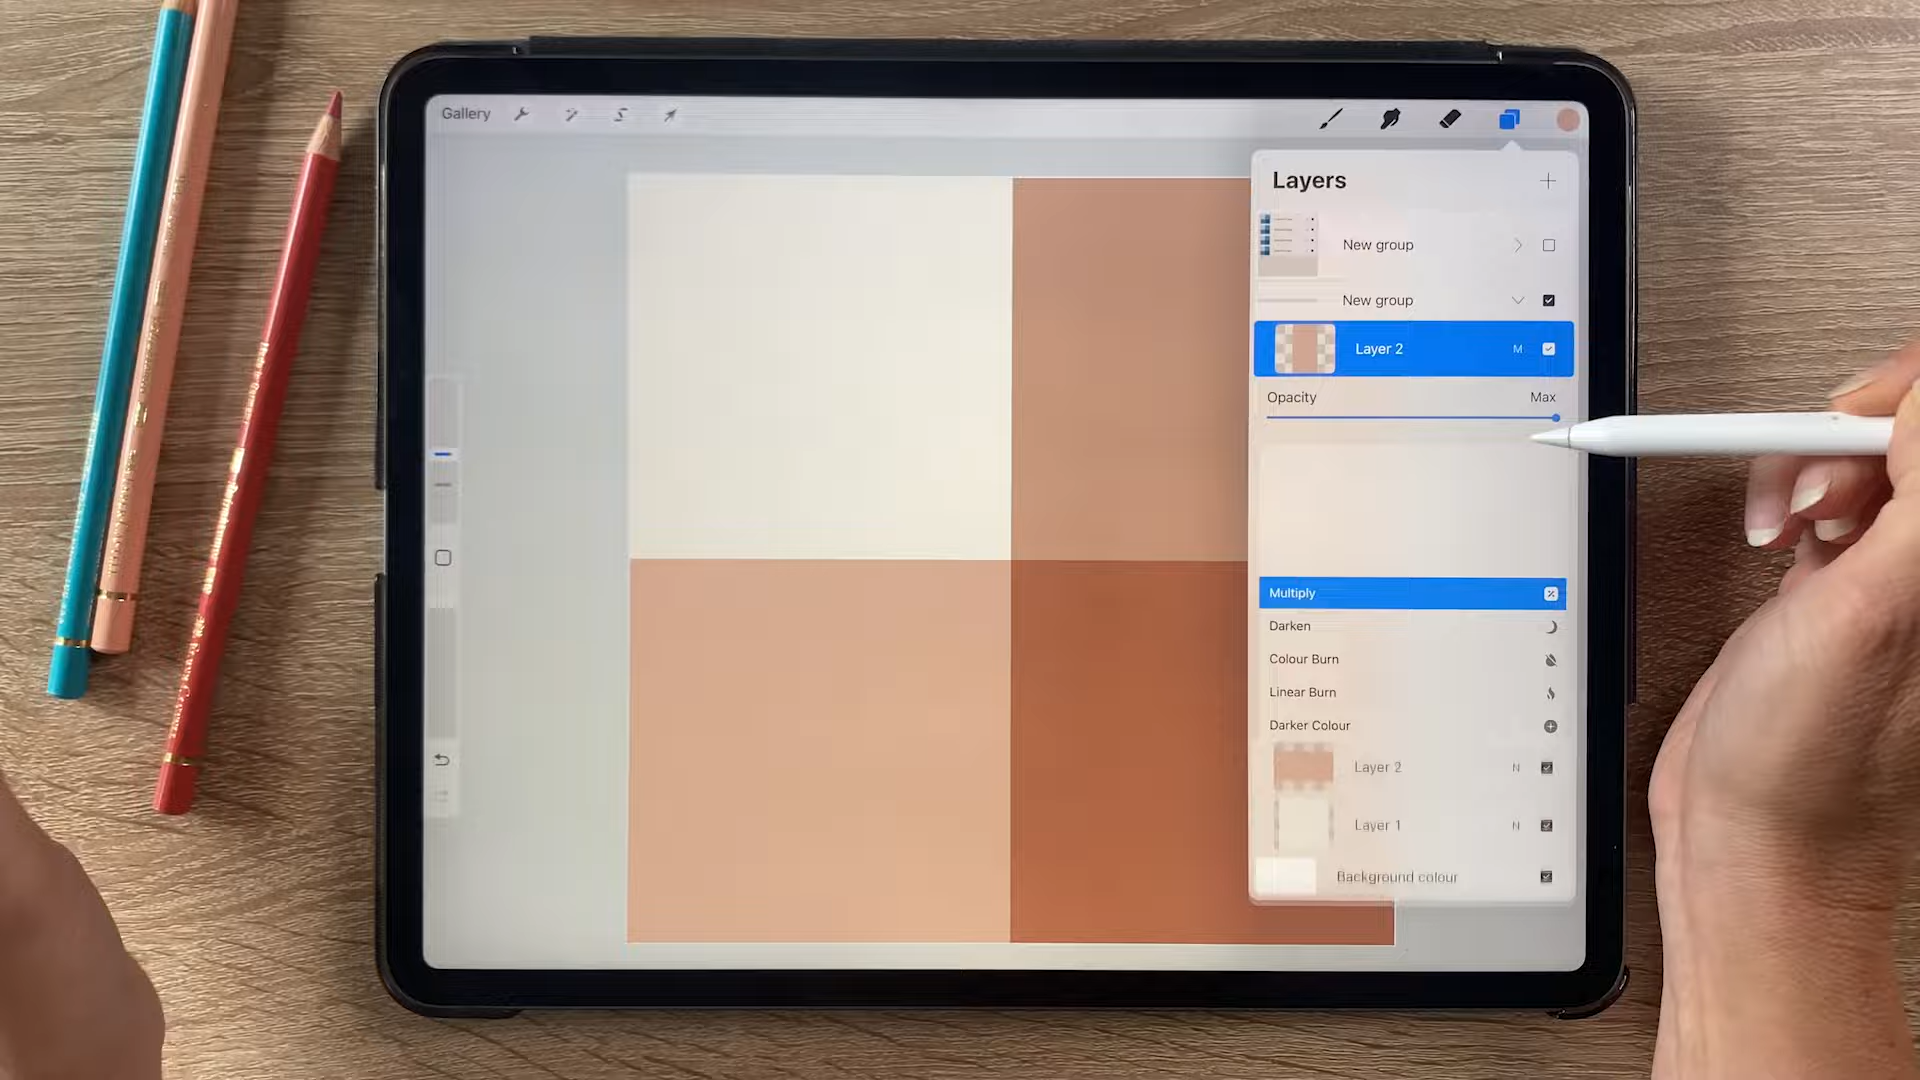 Gallery
Layers
New group
New group
Layer 2 M
Opacity Max
Multiply
Darken
Colour Burn
Linear Burn
Darker Colour
Layer 2 N
Layer 1 N
Background colour